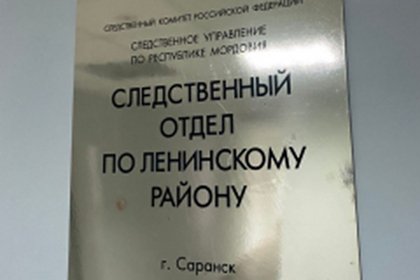 СЛЕДСТВЕННЫЙ КОМИТЕТ РОССИЙСКОЙ ФЕДЕРАЦИИ
СЛЕДСТВЕННОЕ УПРАВЛЕНИЕ
ПО РЕСПУБЛИКЕ МОРДОВИЯ
СЛЕДСТВЕННЫЙ
ОТДЕЛ
ПО ЛЕНИНСКОМУ
РАЙОНУ
г. Саранск